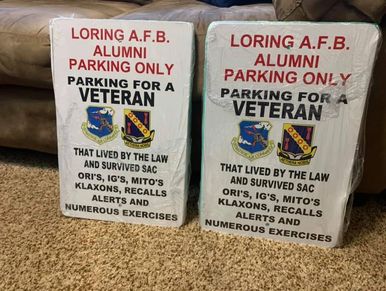 LORING A.F.B.
ALUMNI
PARKING ONLY
PARKING FOR A
VETERAN
THAT LIVED BY THE LAW
AND SURVIVED SAC
ORI'S, IG'S, MITO'S
KLAXONS, RECALLS
ALERTS AND
NUMEROUS EXERCISES
LORING A.F.B.
ALUMNI
PARKING ONLY
PARKING FOR A
VETERAN
THAT LIVED BY THE LAW
AND SURVIVED SAC
ORI'S, IG'S, MITO'S
KLAXONS, RECALLS
ALERTS AND
NUMEROUS EXERCISES